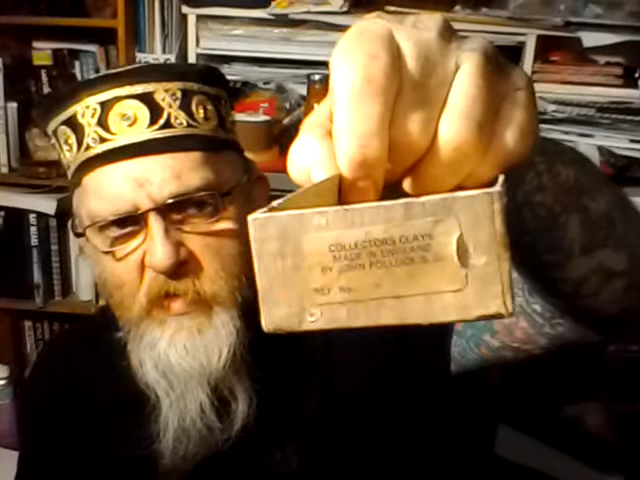 COLLECTORS CLAYS
MADE IN ENGLAND
BY JOHN POLLOCK
REF. No.